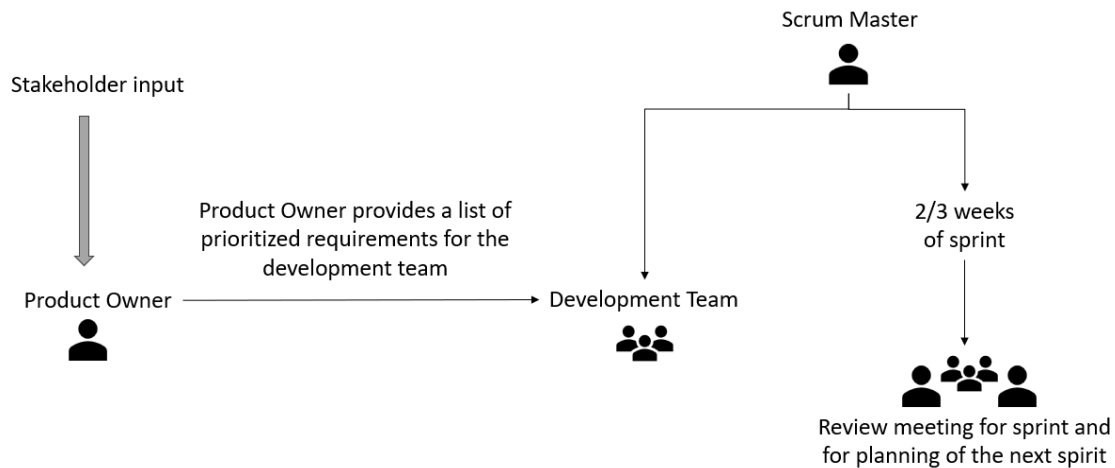 Scrum Master
Stakeholder input
Product Owner provides a list of
prioritized requirements for the
development team
2/3 weeks
of sprint
Product Owner
Development Team
Review meeting for sprint and
for planning of the next spirit